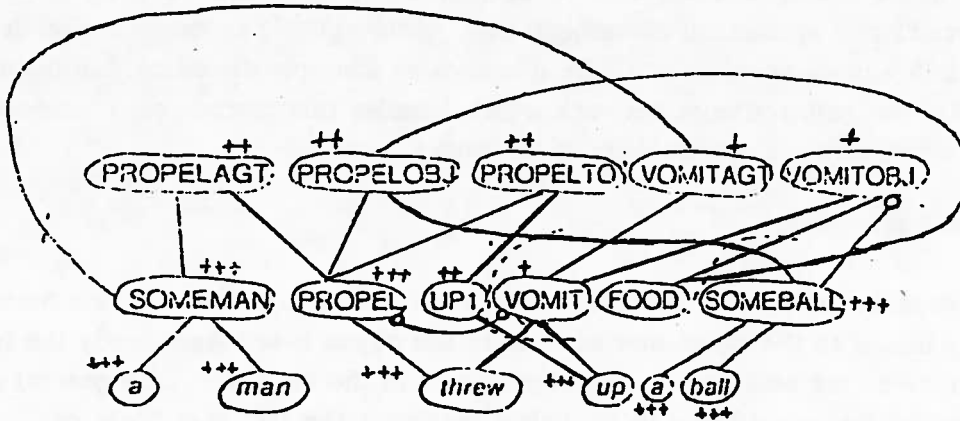 ++ ++ ++ + +
PROPELAGT PROPELOBJ PROPELTO VOMITAGT VOMITOBJ
+++ +++ ++ + +++
SOMEMAN PROPEL UP1 VOMIT FOOD SOMEBALL
+++ +++ +++ +++ +++ +++
a man threw up a ball